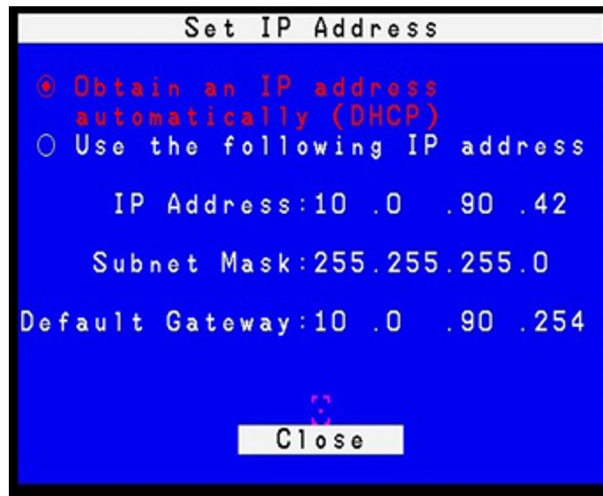 Set IP Address
Obtain an IP address
automatically (DHCP)
Use the following IP address
IP Address:10 .0 .90 .42
Subnet Mask:255.255.255.0
Default Gateway:10 .0 .90 .254
Close